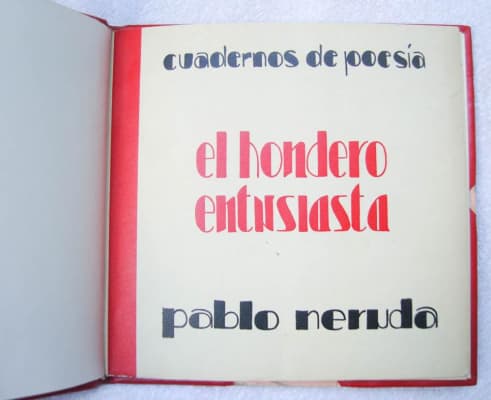 cuadernos de poesía
el hondero
entusiasta
pablo neruda